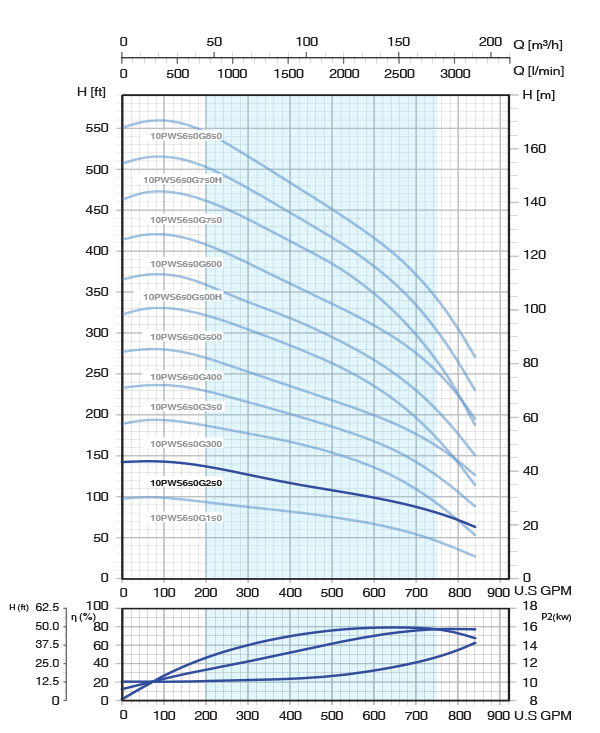 0 50 100 150 200 Q [m³/h]
0 500 1000 1500 2000 2500 3000 Q [l/min]
H [ft] H [m]
550
10PWS6s0G8s0
160
500
10PWS6s0G7s0H
140
450
10PWS6s0G7s0
400
120
10PWS6s0G600
350
10PWS6s0Gs00H
100
300
10PWS6s0Gs00
80
250
10PWS6s0G400
60
200
10PWS6s0G3s0
150
10PWS6s0G300
40
10PWS6s0G2s0
100
20
10PWS6s0G1s0
50
0 0
0 100 200 300 400 500 600 700 800 900 U.S GPM
H (ft) 62.5 100 18
η (%) P2(kw)
50.0 80 16
37.5 60 14
25.0 40 12
12.5 20 10
0 0 8
0 100 200 300 400 500 600 700 800 900 U.S GPM